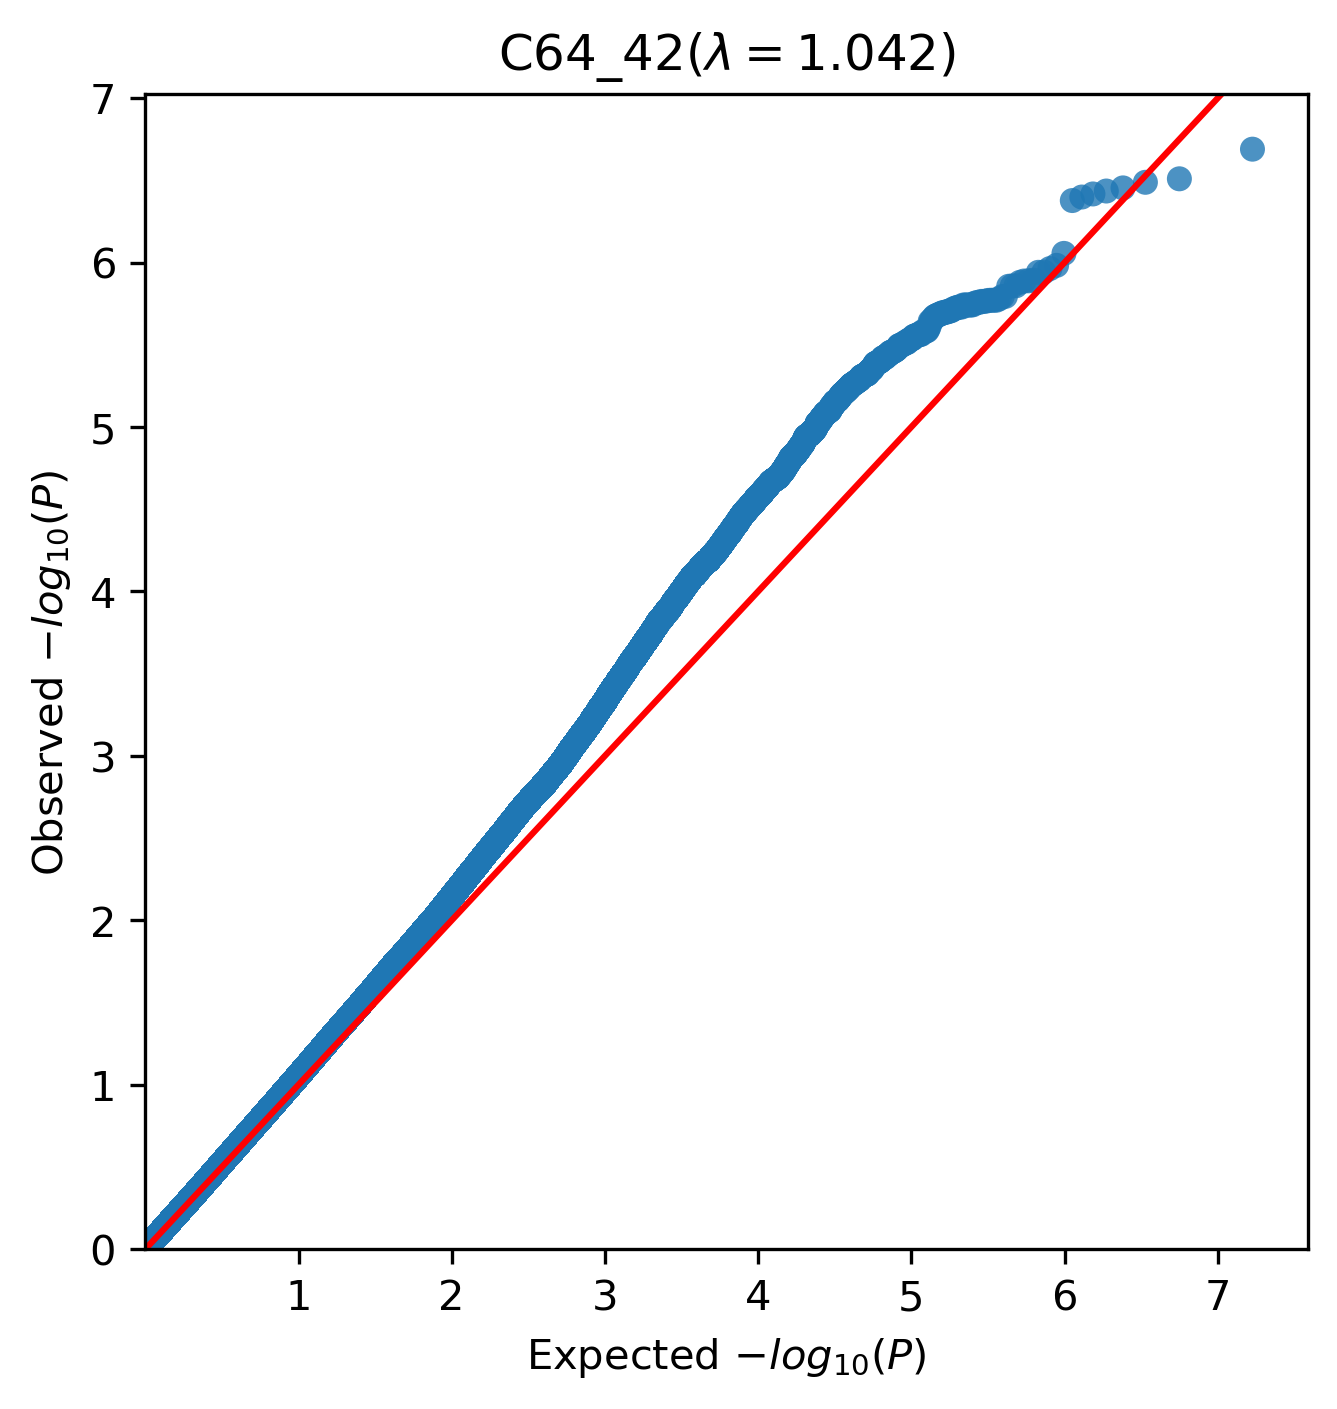 C64_42(λ = 1.042)
7
6
5
4
3
2
1
0
Observed −log₁₀(P)
1 2 3 4 5 6 7
Expected −log₁₀(P)